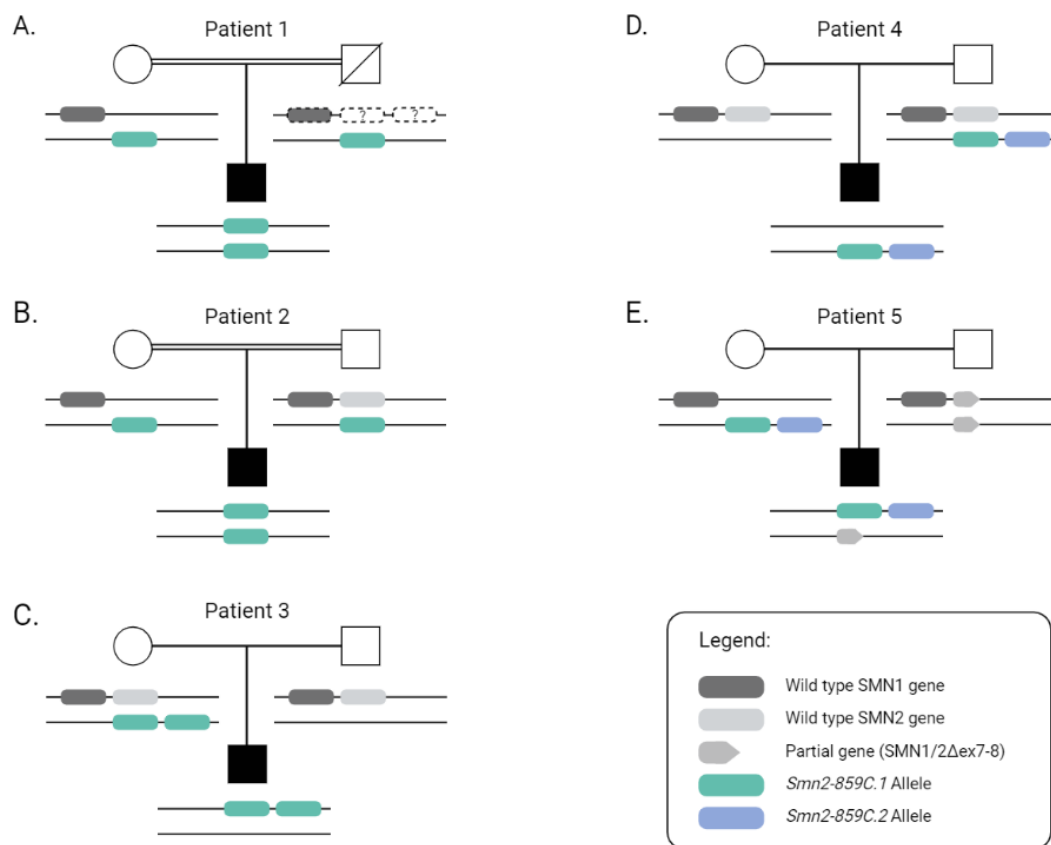 A.
Patient 1
? ?
B.
Patient 2
C.
Patient 3
D.
Patient 4
E.
Patient 5
Legend:
Wild type SMN1 gene
Wild type SMN2 gene
Partial gene (SMN1/2Δex7-8)
Smn2-859C.1 Allele
Smn2-859C.2 Allele